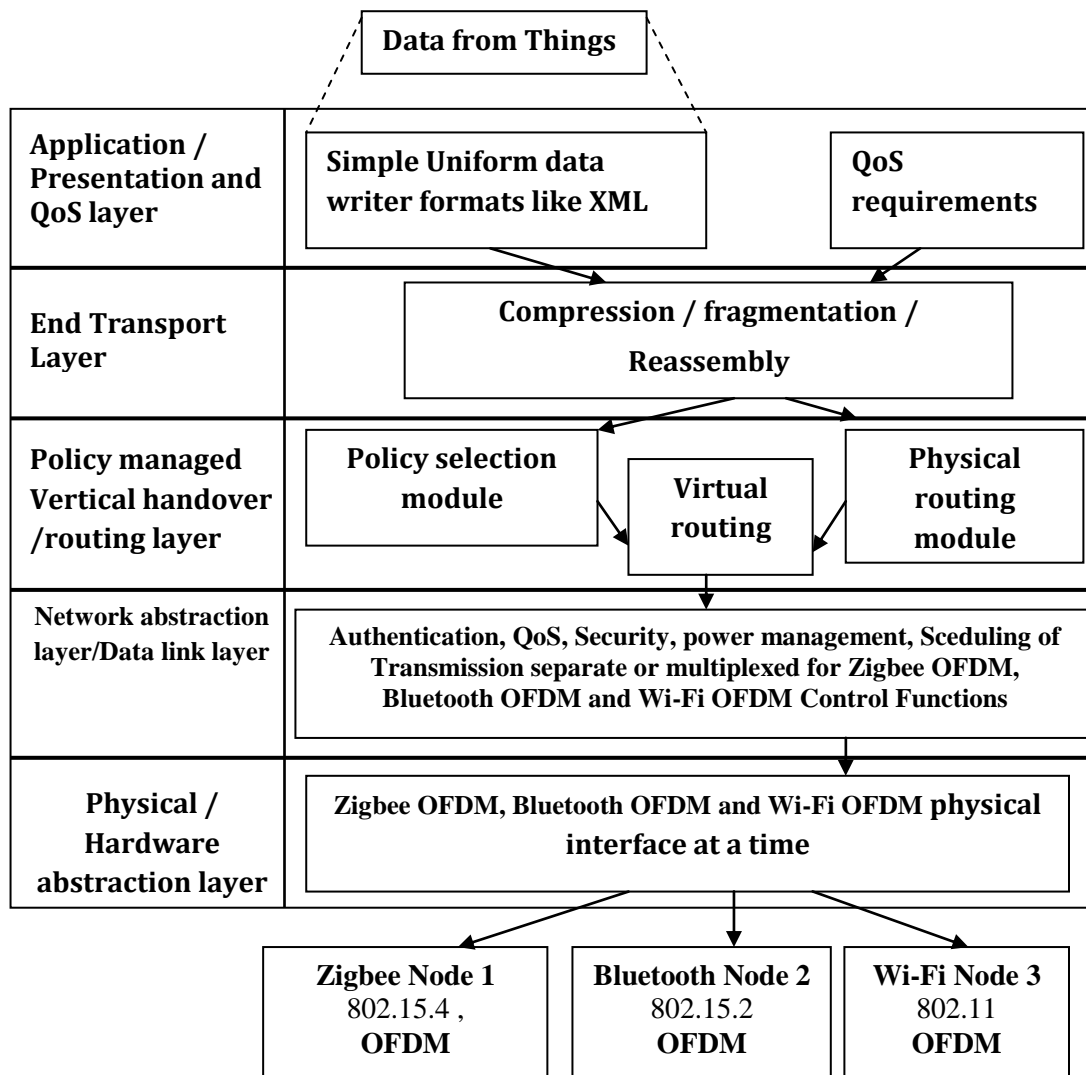 Data from Things
Application /
Presentation and
QoS layer
Simple Uniform data
writer formats like XML
QoS
requirements
End Transport
Layer
Compression / fragmentation /
Reassembly
Policy managed
Vertical handover
/routing layer
Policy selection
module
Virtual
routing
Physical
routing
module
Network abstraction
layer/Data link layer
Authentication, QoS, Security, power management, Sceduling of
Transmission separate or multiplexed for Zigbee OFDM,
Bluetooth OFDM and Wi-Fi OFDM Control Functions
Physical /
Hardware
abstraction layer
Zigbee OFDM, Bluetooth OFDM and Wi-Fi OFDM physical
interface at a time
Zigbee Node 1
802.15.4 ,
OFDM
Bluetooth Node 2
802.15.2
OFDM
Wi-Fi Node 3
802.11
OFDM